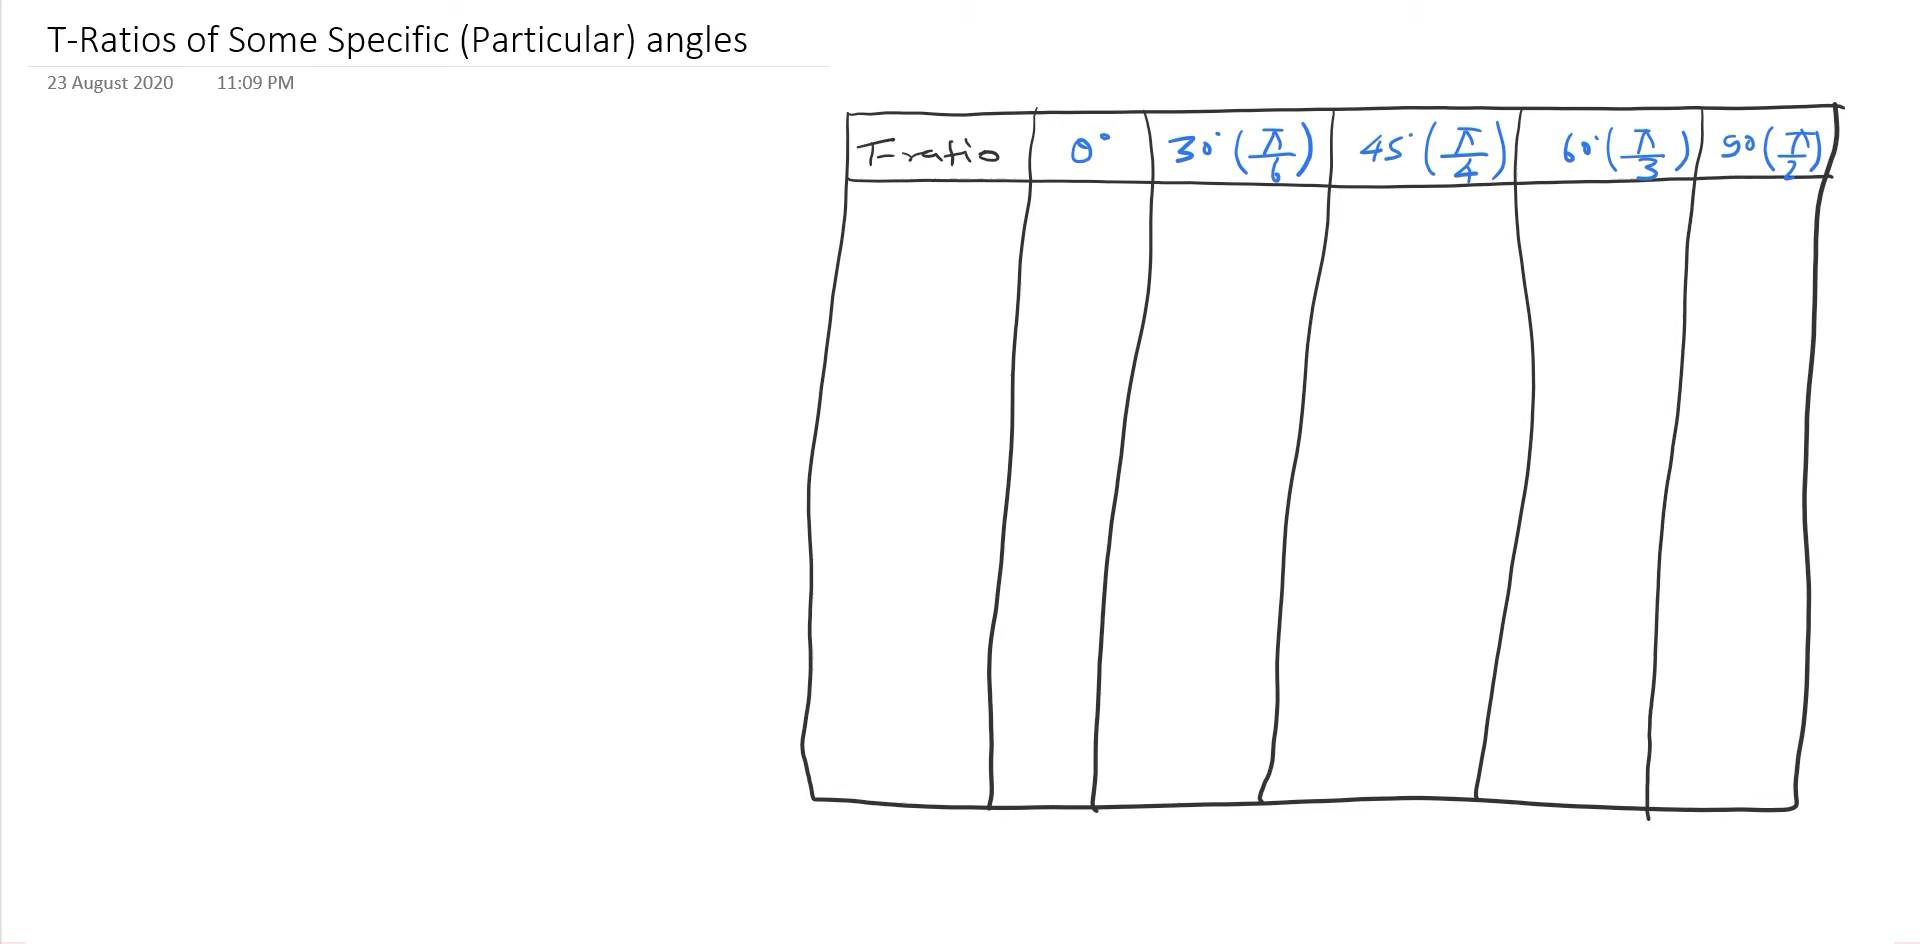 T-Ratios of Some Specific (Particular) angles
23 August 2020 11:09 PM
T-ratio 0° 30° (π/6) 45° (π/4) 60° (π/3) 90 (π/2)